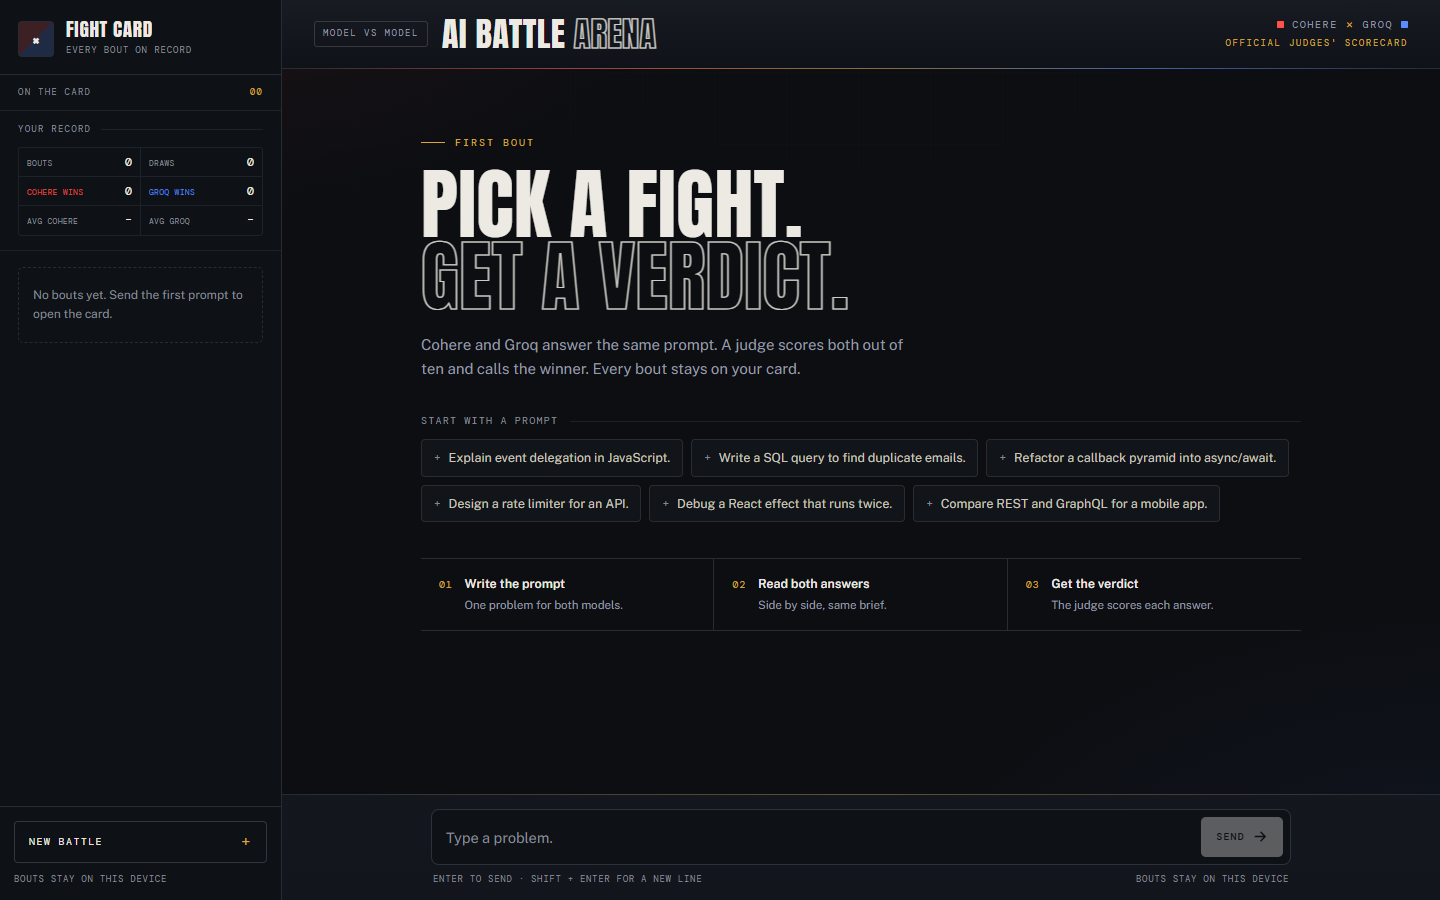 FIGHT CARD
EVERY BOUT ON RECORD
ON THE CARD 00
YOUR RECORD
BOUTS 0 DRAWS 0
COHERE WINS 0 GROQ WINS 0
AVG COHERE – AVG GROQ –
No bouts yet. Send the first prompt to
open the card.
NEW BATTLE +
BOUTS STAY ON THIS DEVICE
MODEL VS MODEL
AI BATTLE ARENA
COHERE × GROQ
OFFICIAL JUDGES' SCORECARD
FIRST BOUT
PICK A FIGHT.
GET A VERDICT.
Cohere and Groq answer the same prompt. A judge scores both out of
ten and calls the winner. Every bout stays on your card.
START WITH A PROMPT
+ Explain event delegation in JavaScript. + Write a SQL query to find duplicate emails. + Refactor a callback pyramid into async/await.
+ Design a rate limiter for an API. + Debug a React effect that runs twice. + Compare REST and GraphQL for a mobile app.
01 Write the prompt
One problem for both models.
02 Read both answers
Side by side, same brief.
03 Get the verdict
The judge scores each answer.
Type a problem.
SEND →
ENTER TO SEND · SHIFT + ENTER FOR A NEW LINE
BOUTS STAY ON THIS DEVICE